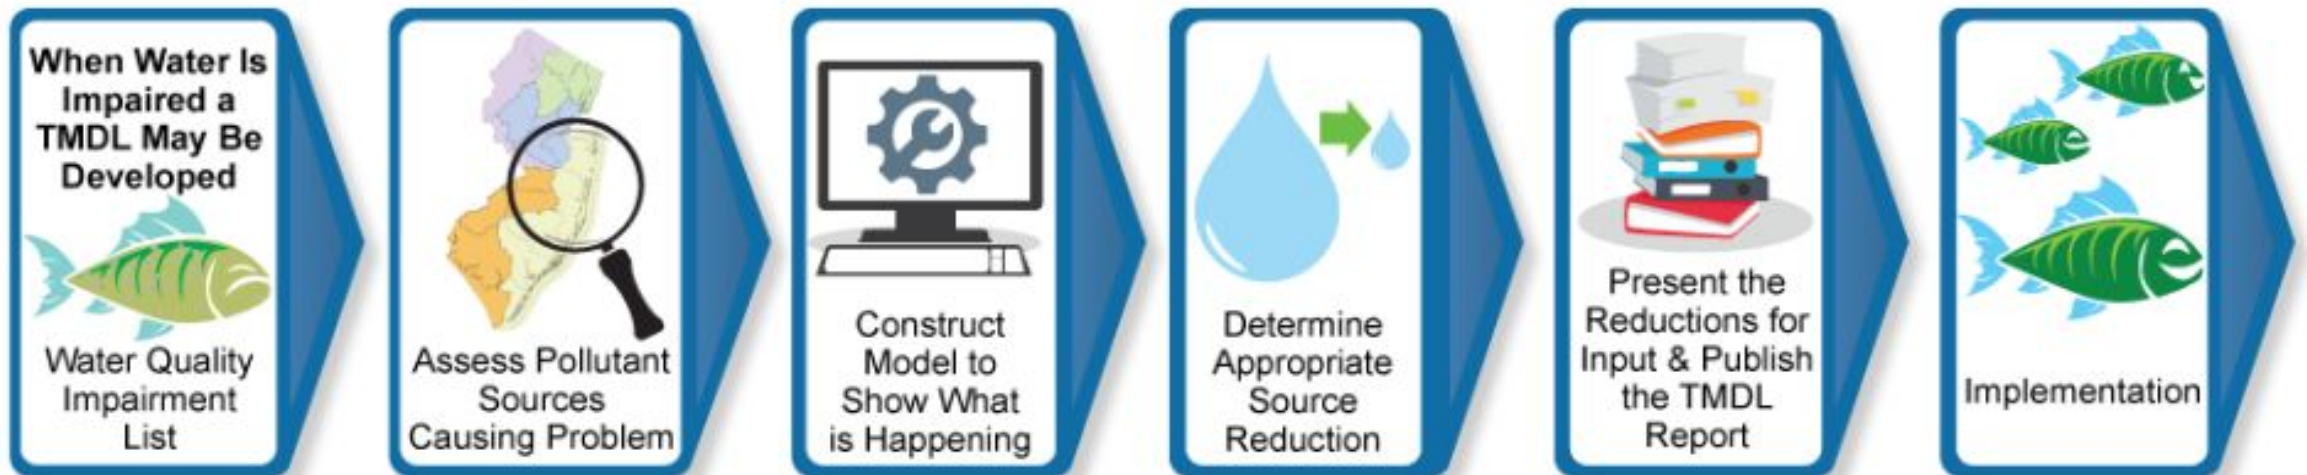 When Water Is
Impaired a
TMDL May Be
Developed
Water Quality
Impairment
List
Assess Pollutant
Sources
Causing Problem
Construct
Model to
Show What
is Happening
Determine
Appropriate
Source
Reduction
Present the
Reductions for
Input & Publish
the TMDL
Report
Implementation